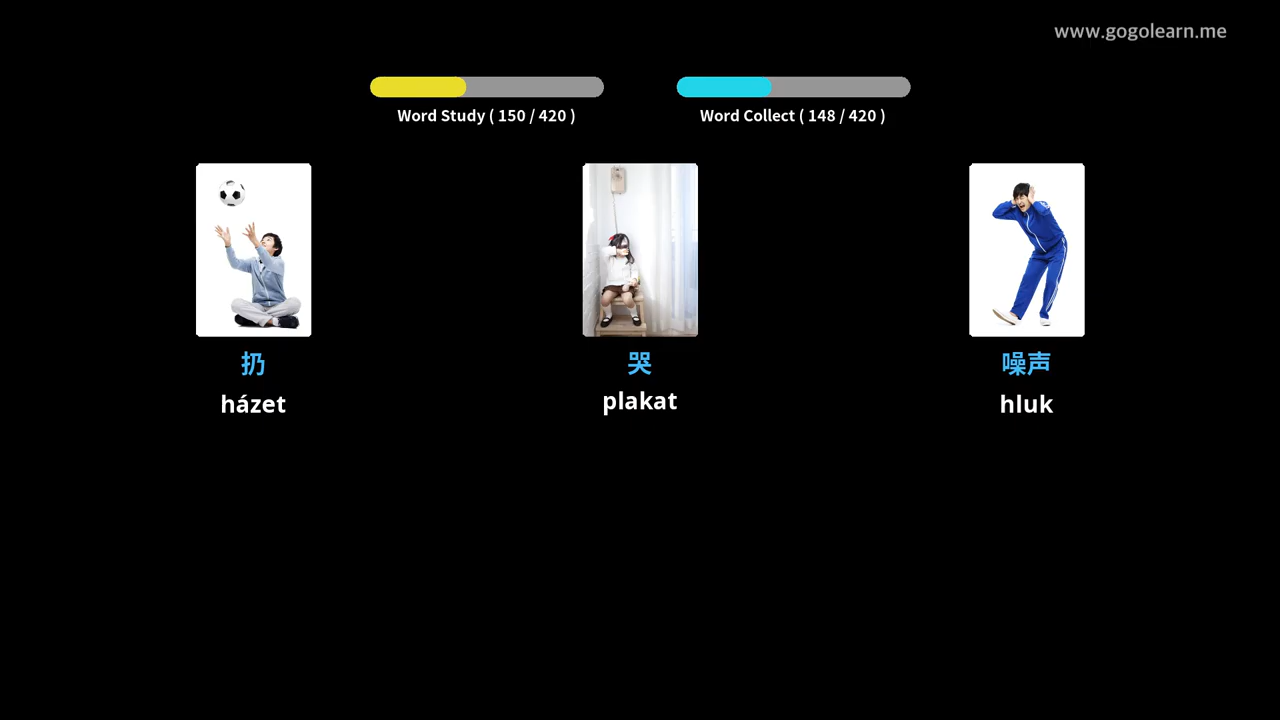 www.gogolearn.me
Word Study ( 150 / 420 )
Word Collect ( 148 / 420 )
扔
házet
哭
plakat
噪声
hluk